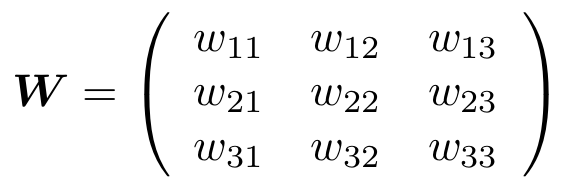 W = ( w₁₁ w₁₂ w₁₃
w₂₁ w₂₂ w₂₃
w₃₁ w₃₂ w₃₃ )